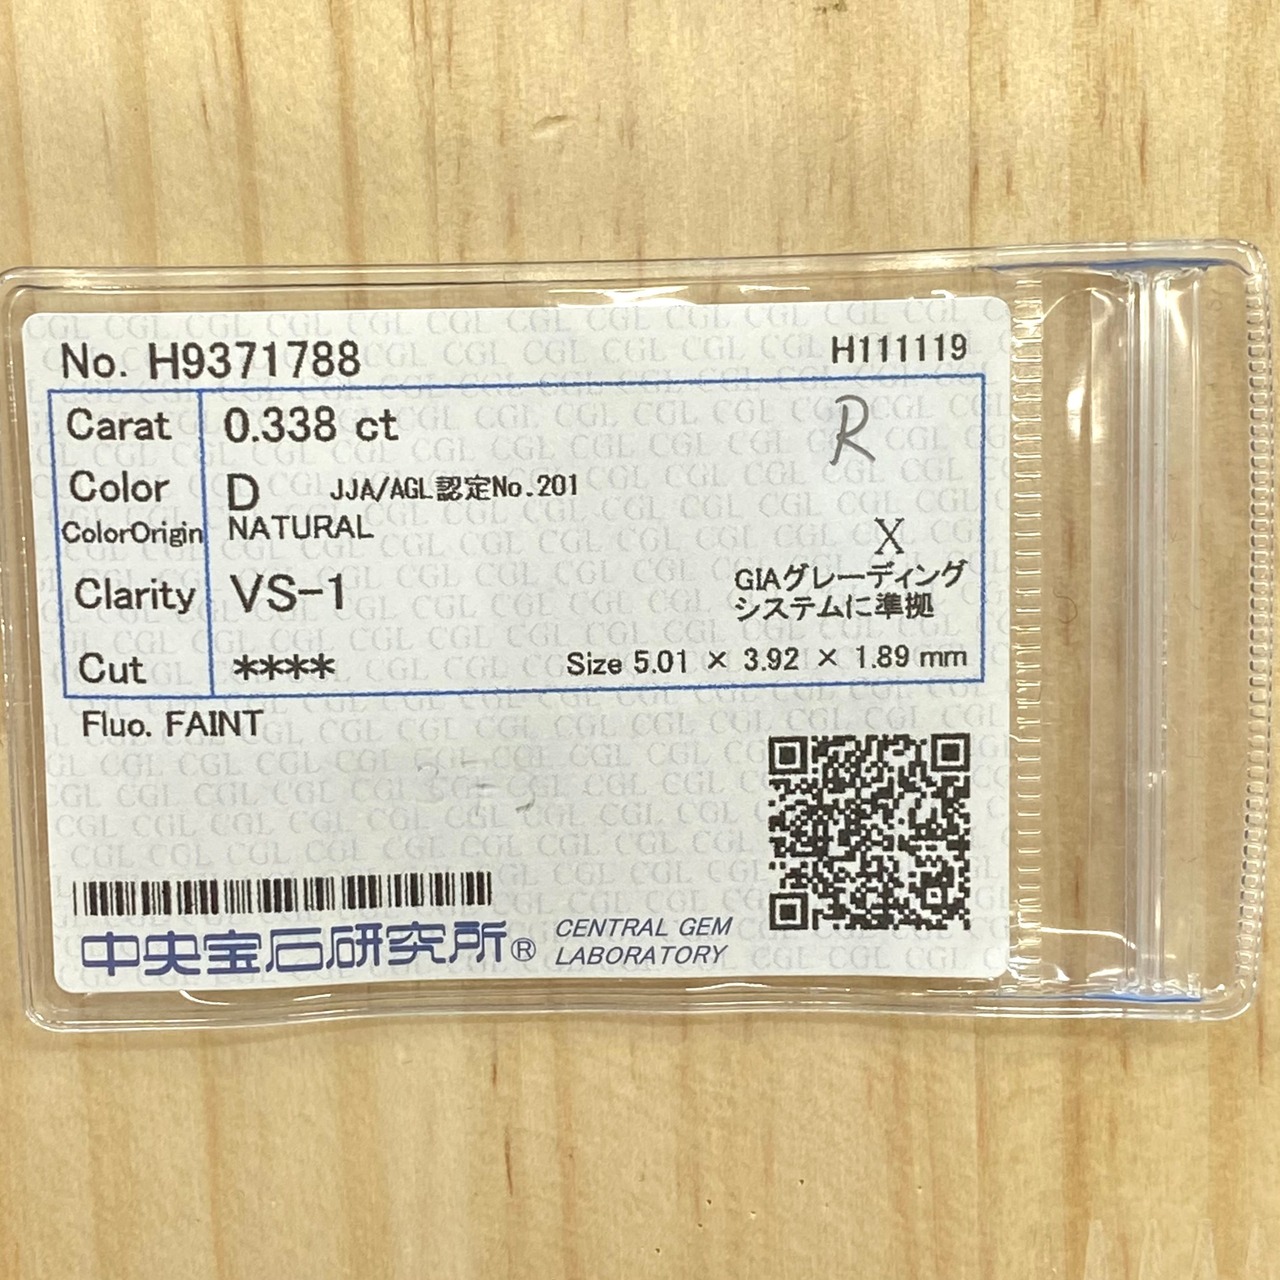 No. H9371788 H111119
Carat 0.338 ct R
Color D JJA/AGL認定No.201
ColorOrigin NATURAL
X
Clarity VS-1 GIAグレーディング
システムに準拠
Cut **** Size 5.01 × 3.92 × 1.89 mm
Fluo. FAINT
中央宝石研究所® CENTRAL GEM
LABORATORY